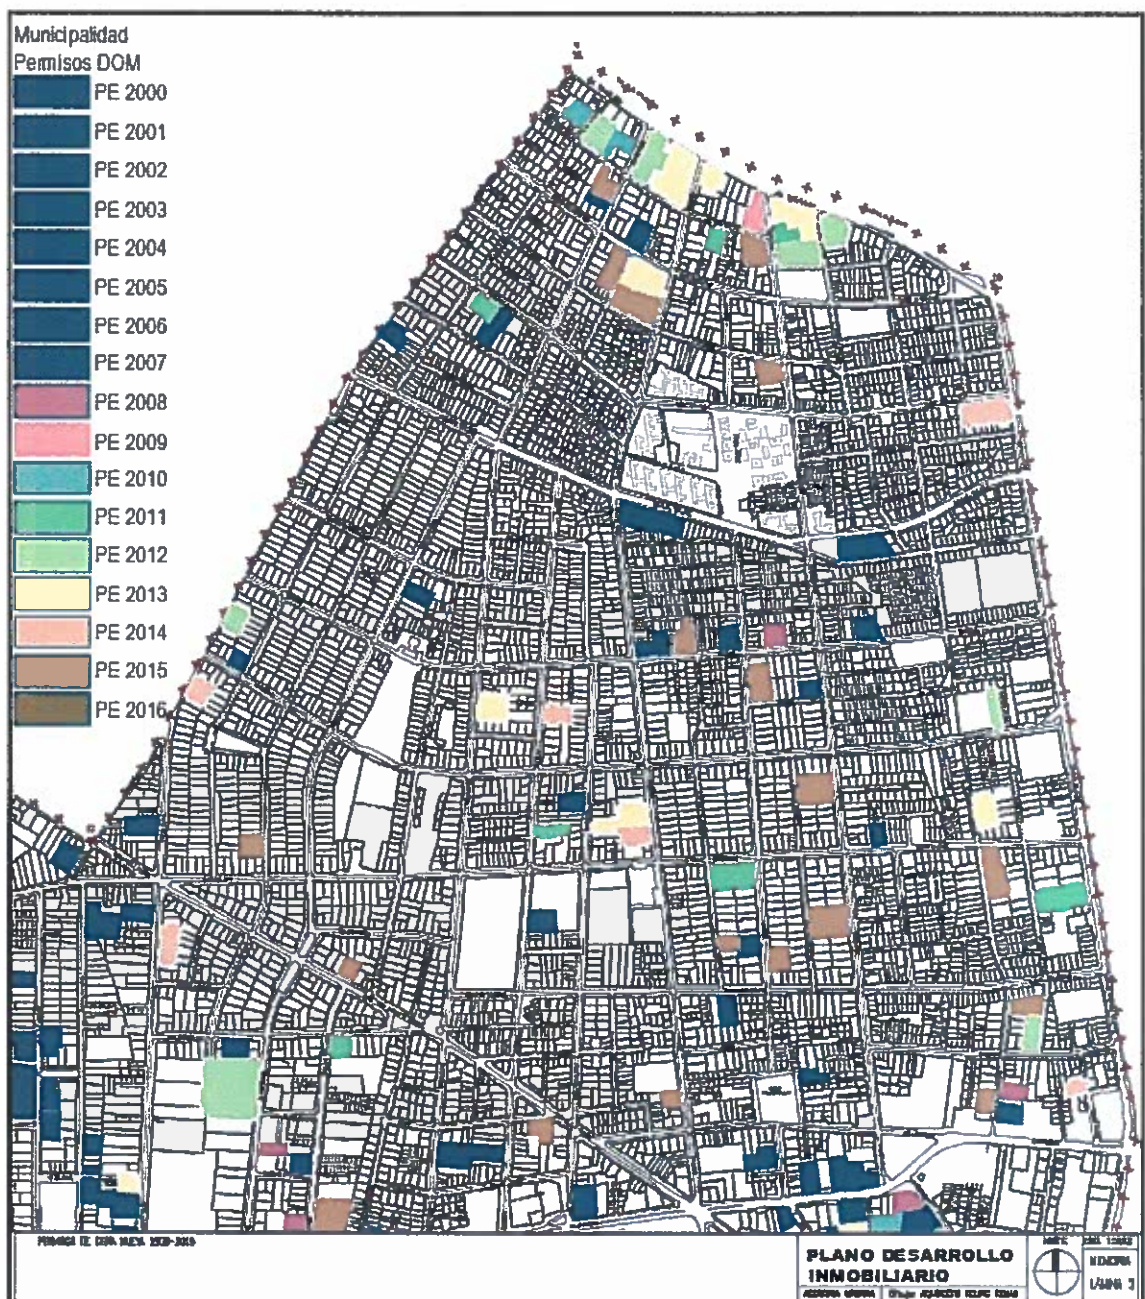 Municipalidad
Permisos DOM
PE 2000
PE 2001
PE 2002
PE 2003
PE 2004
PE 2005
PE 2006
PE 2007
PE 2008
PE 2009
PE 2010
PE 2011
PE 2012
PE 2013
PE 2014
PE 2015
PE 2016
PLANO DESARROLLO
INMOBILIARIO